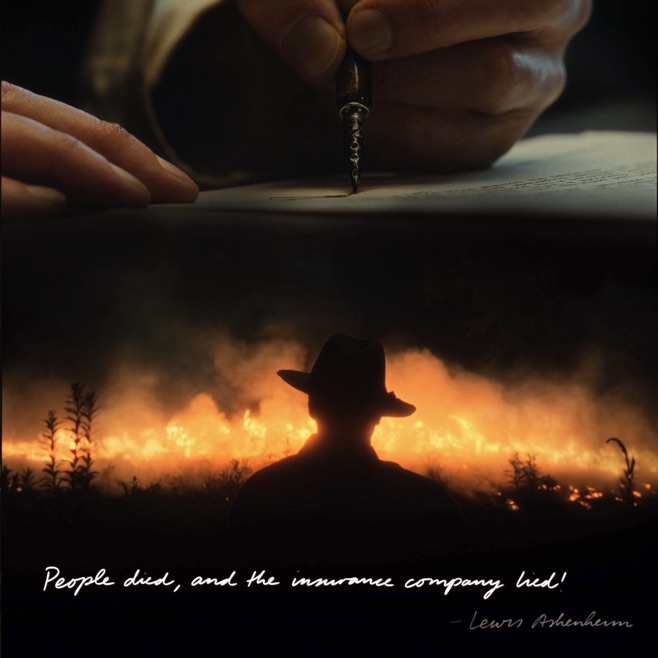 People died, and the insurance company lied!
- Lewis Ashenheim